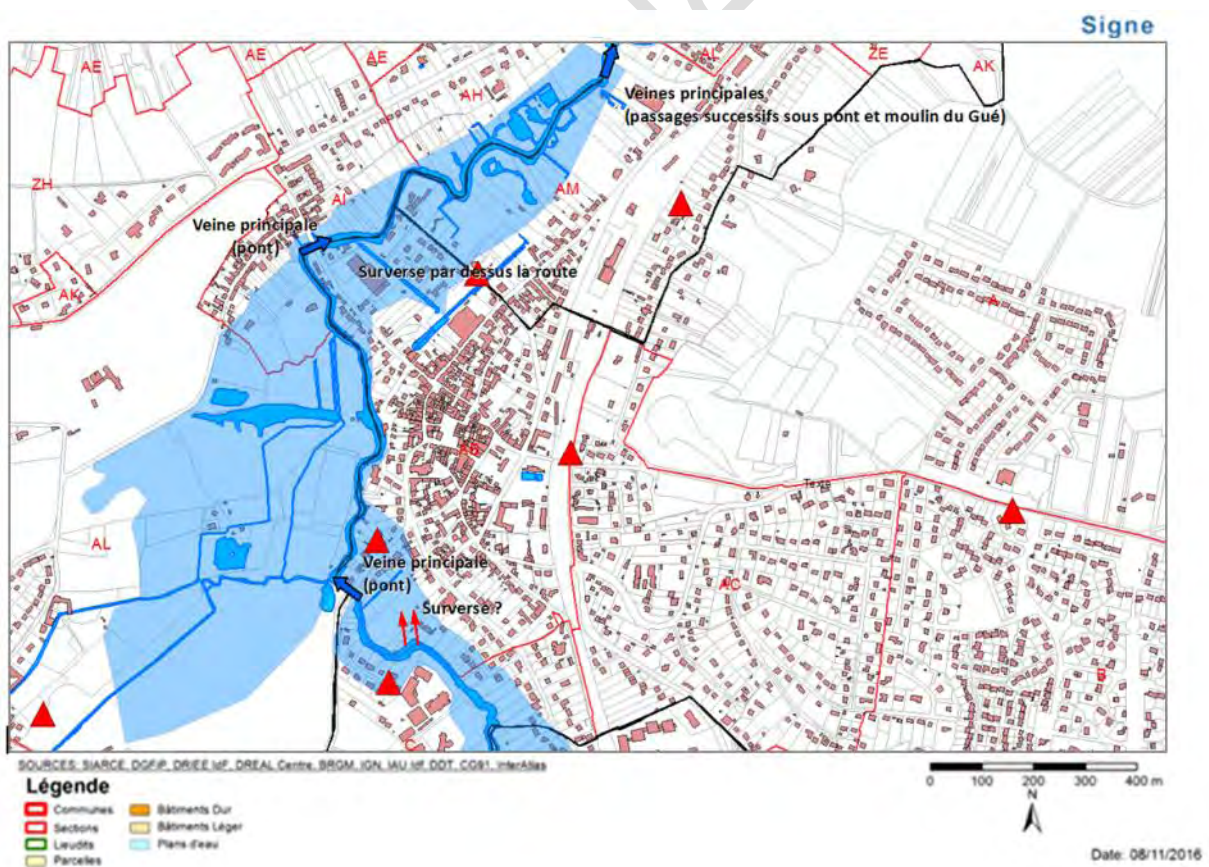 Signe
AE
AE
AE
AI
ZE
AK
AH
Veines principales
(passages successifs sous pont et moulin du Gué)
ZH
AI
AM
Veine principale
(pont)
Surverse par dessus la route
AK
A
AB
Texte
AL
Veine principale
(pont)
AC
Surverse ?
B
SOURCES: SIARCE, DGFiP, DRIEE IdF, DREAL Centre, BRGM, IGN, IAU Idf, DDT, CG91, InterAtlas
Légende
Communes
Bâtiments Dur
Sections
Bâtiments Léger
Lieudits
Plans d'eau
Parcelles
0 100 200 300 400 m
N
Date: 08/11/2016